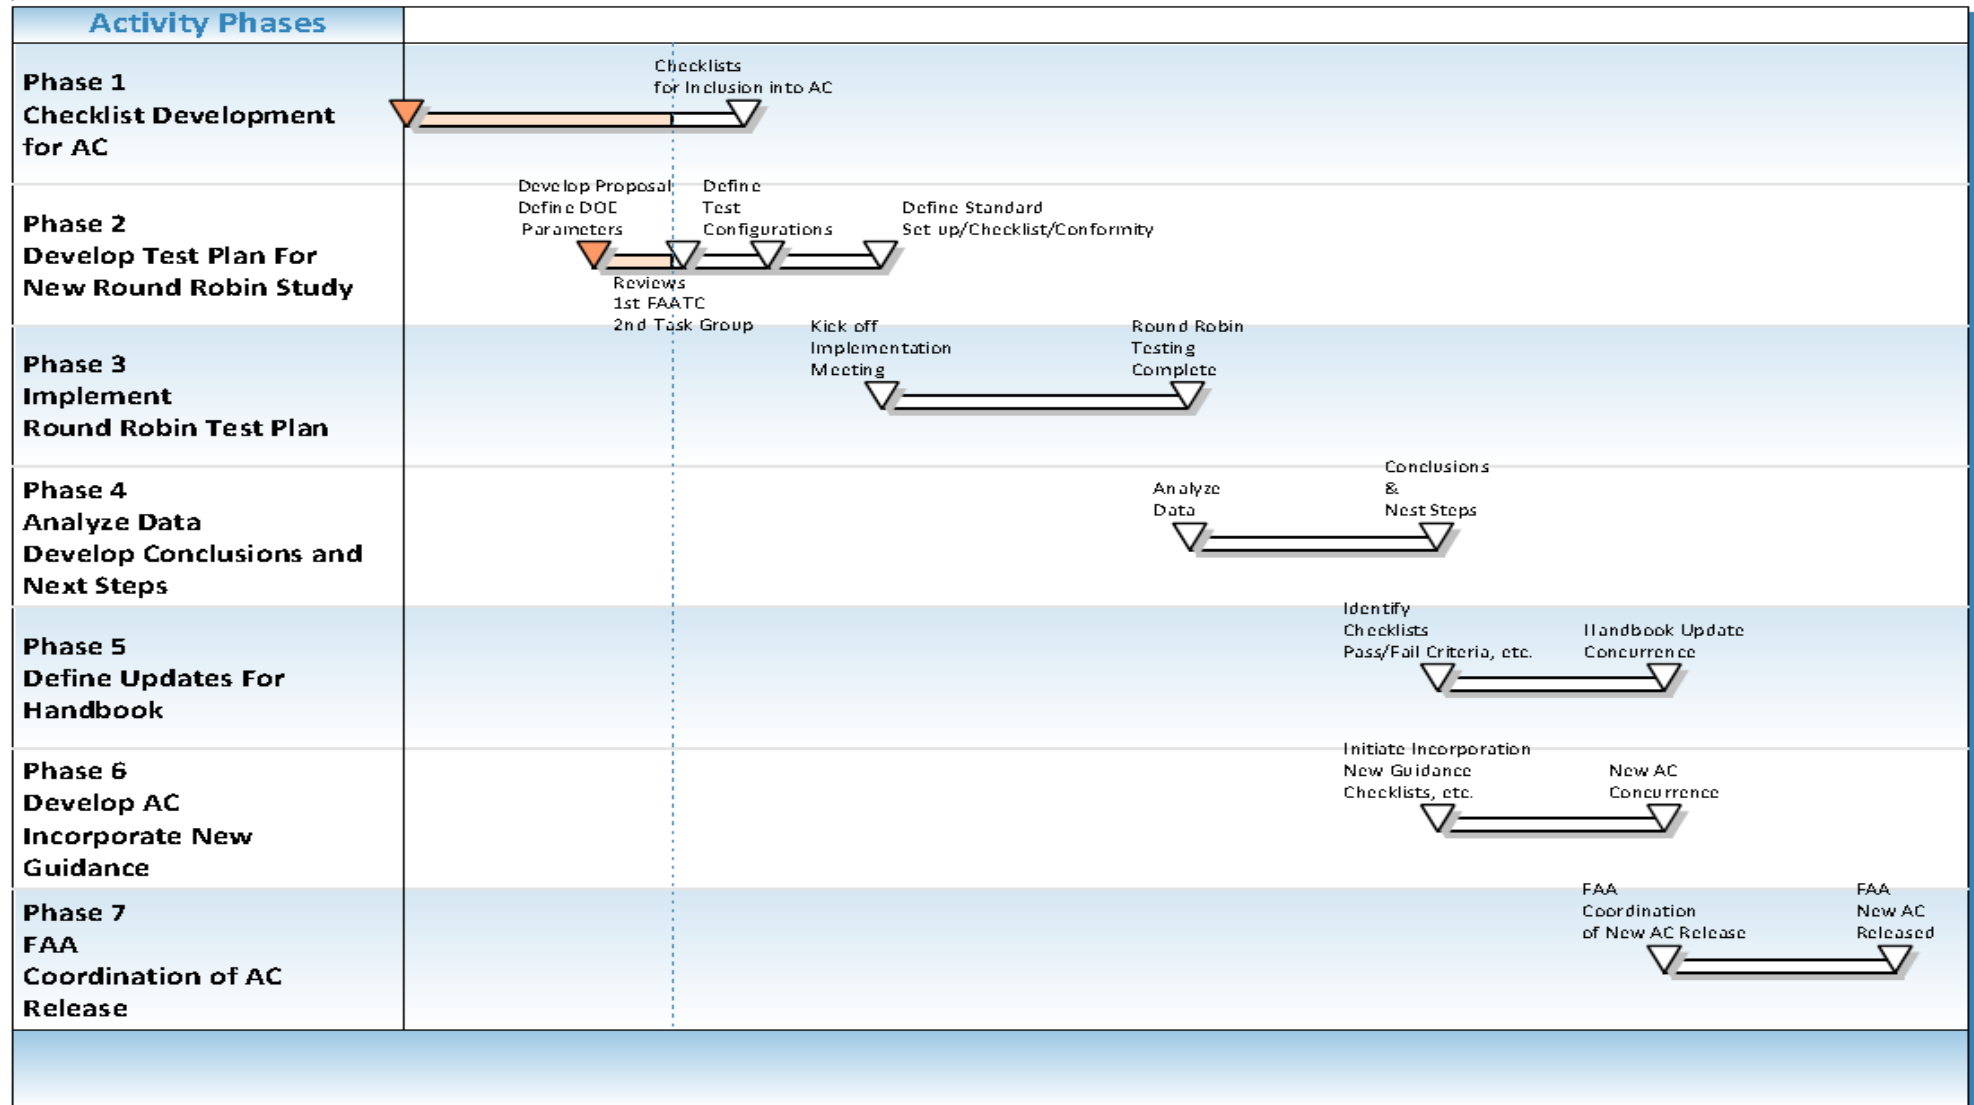 Activity Phases
Phase 1
Checklist Development
for AC
Checklists
for Inclusion into AC
Phase 2
Develop Test Plan For
New Round Robin Study
Develop Proposal
Define DOE
Parameters
Define
Test
Configurations
Define Standard
Set up/Checklist/Conformity
Reviews
1st FAATC
2nd Task Group
Phase 3
Implement
Round Robin Test Plan
Kick off
Implementation
Meeting
Round Robin
Testing
Complete
Phase 4
Analyze Data
Develop Conclusions and
Next Steps
Analyze
Data
Conclusions
&
Nest Steps
Phase 5
Define Updates For
Handbook
Identify
Checklists
Pass/Fail Criteria, etc.
Handbook Update
Concurrence
Phase 6
Develop AC
Incorporate New
Guidance
Initiate Incorporation
New Guidance
Checklists, etc.
New AC
Concurrence
Phase 7
FAA
Coordination of AC
Release
FAA
Coordination
of New AC Release
FAA
New AC
Released